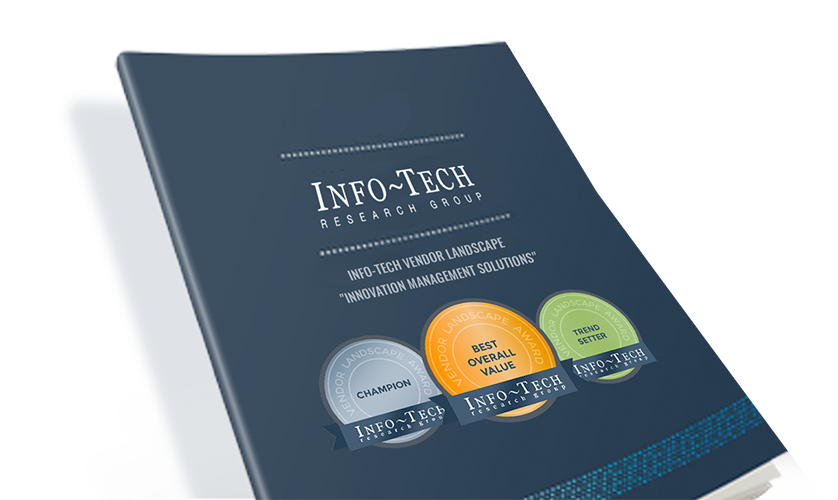 INFO~TECH
RESEARCH GROUP
INFO-TECH VENDOR LANDSCAPE
"INNOVATION MANAGEMENT SOLUTIONS"
VENDOR LANDSCAPE AWARD
CHAMPION
INFO~TECH
research group
VENDOR LANDSCAPE AWARD
BEST
OVERALL
VALUE
INFO~TECH
research group
VENDOR LANDSCAPE AWARD
TREND
SETTER
INFO~TECH
research group